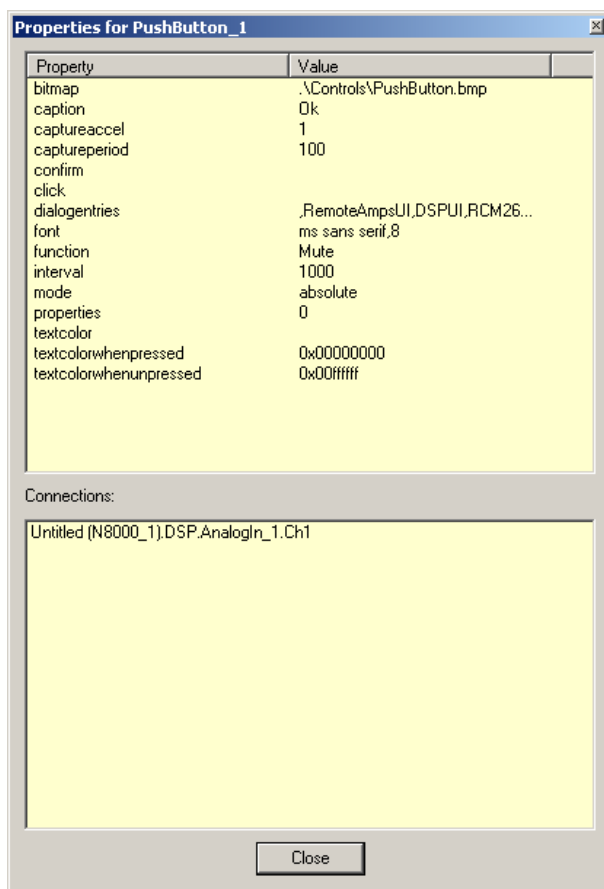 Properties for PushButton_1
Property Value
bitmap .\Controls\PushButton.bmp
caption Ok
captureaccel 1
captureperiod 100
confirm
click
dialogentries ,RemoteAmpsUI,DSPUI,RCM26...
font ms sans serif,8
function Mute
interval 1000
mode absolute
properties 0
textcolor
textcolorwhenpressed 0x00000000
textcolorwhenunpressed 0x00ffffff
Connections:
Untitled (N8000_1).DSP.AnalogIn_1.Ch1
Close